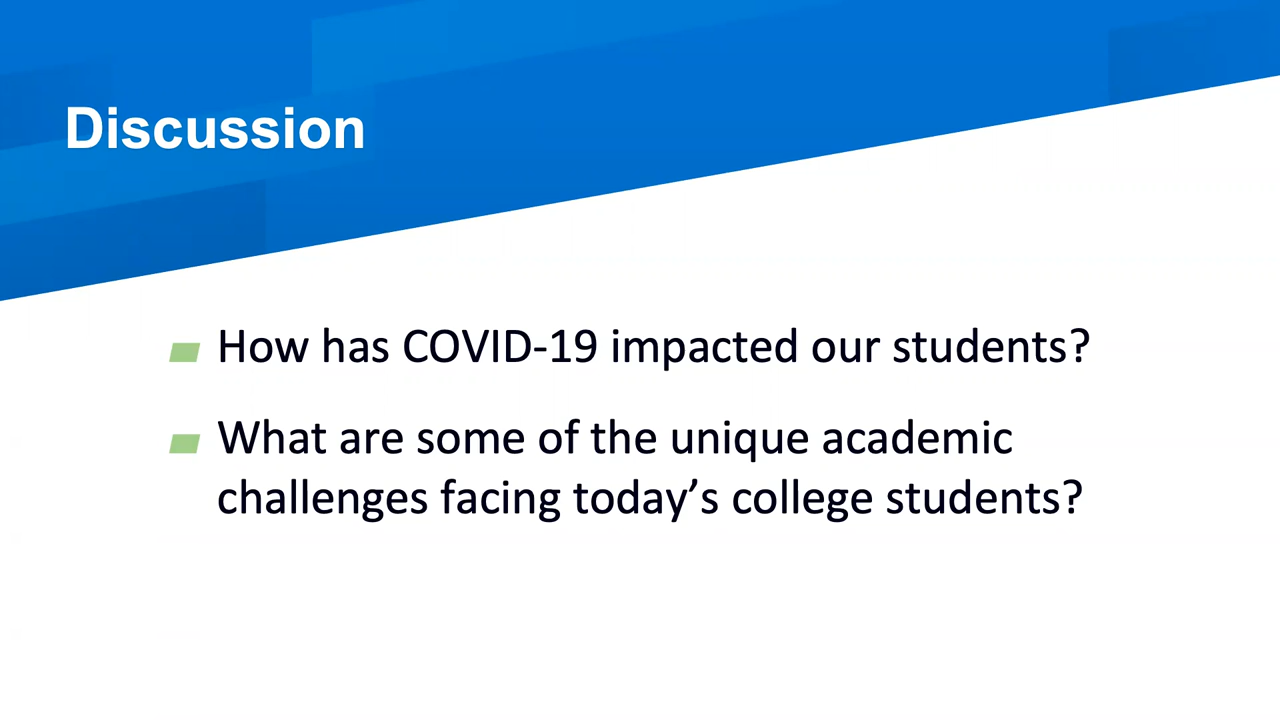 Discussion
How has COVID-19 impacted our students?
What are some of the unique academic
challenges facing today’s college students?